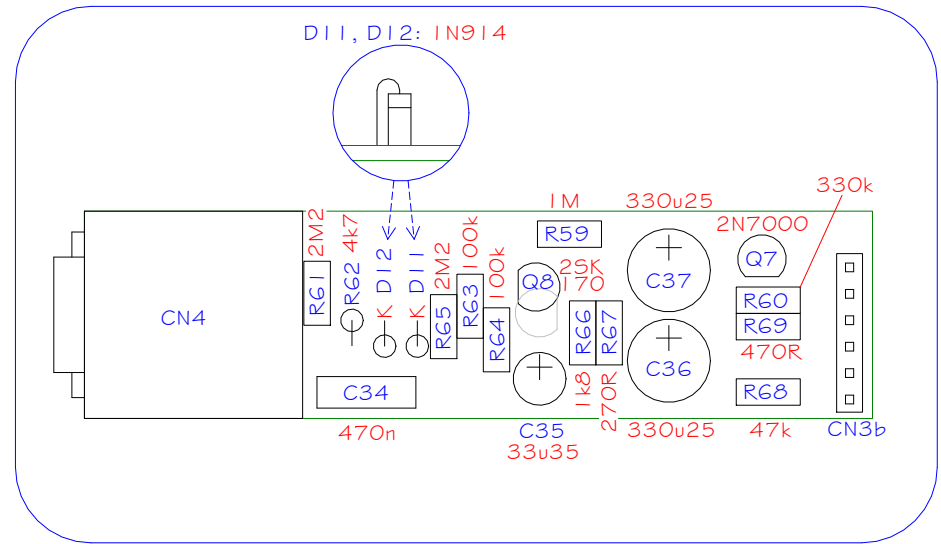 D11, D12: 1N914
330k
1M
330u25
2N7000
2M2
4k7
100k
R59
Q7
D12
D11
2M2
100k
2SK
170
Q8
C37
R61
R62
K
K
R65
R63
R64
R66
R67
R60
R69
470R
CN4
C36
C34
1k8
270R
R68
470n
C35
33u35
330u25
47k
CN3b